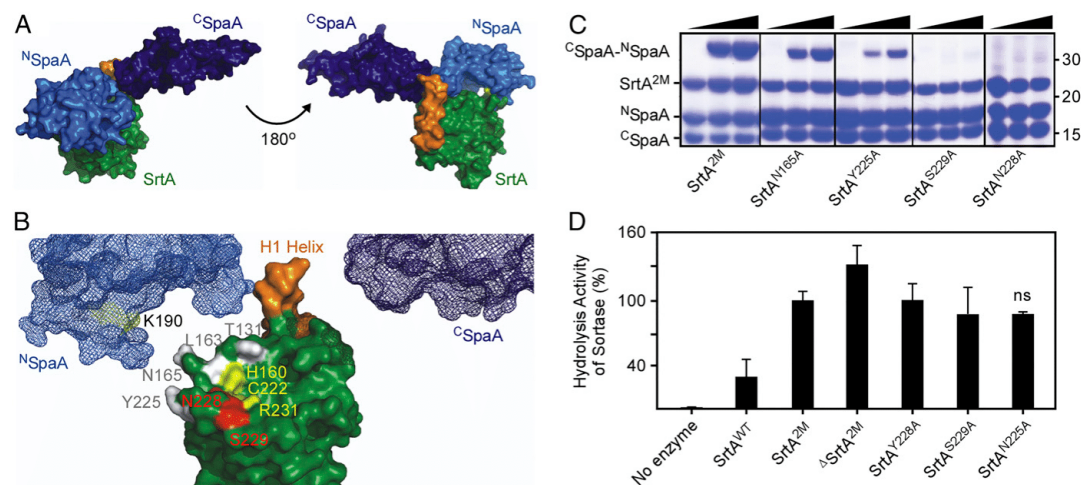 A
CSpaA
NSpaA
SrtA
180°
CSpaA
NSpaA
SrtA
B
H1 Helix
K190
NSpaA
CSpaA
T131
L163
N165
H160
C222
Y225
N228
R231
S229
C
CSpaA-NSpaA
SrtA2M
NSpaA
CSpaA
30
20
15
SrtA2M
SrtAN165A
SrtAY225A
SrtAS229A
SrtAN228A
D
Hydrolysis Activity
of Sortase (%)
160
100
40
ns
No enzyme
SrtAWT
SrtA2M
ΔSrtA2M
SrtAY228A
SrtAS229A
SrtAN225A